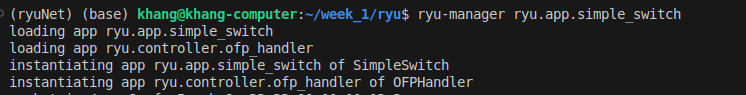 (ryuNet) (base) khang@khang-computer:~/week_1/ryu$ ryu-manager ryu.app.simple_switch
loading app ryu.app.simple_switch
loading app ryu.controller.ofp_handler
instantiating app ryu.app.simple_switch of SimpleSwitch
instantiating app ryu.controller.ofp_handler of OFPHandler